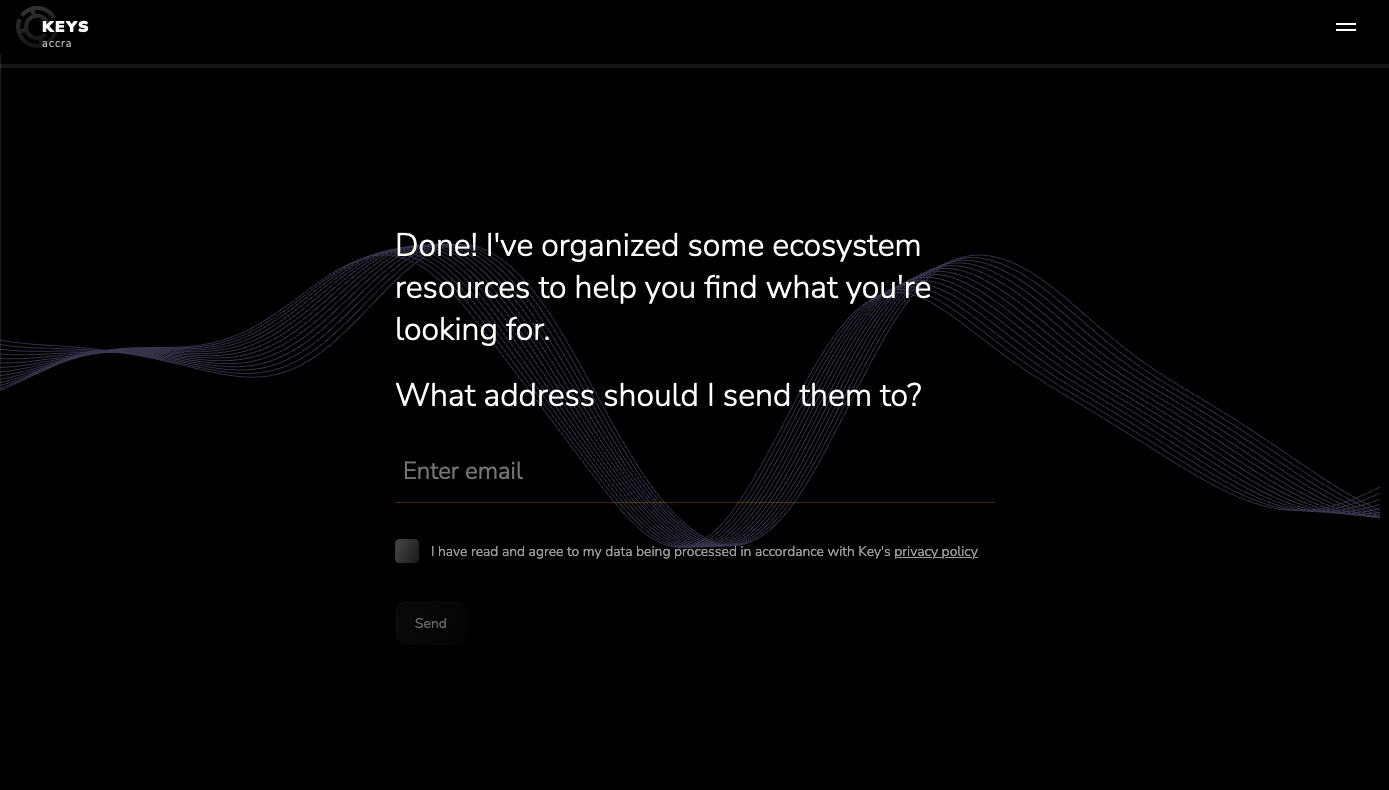 KEYS
accra
Done! I've organized some ecosystem
resources to help you find what you're
looking for.
What address should I send them to?
Enter email
I have read and agree to my data being processed in accordance with Key's privacy policy
Send